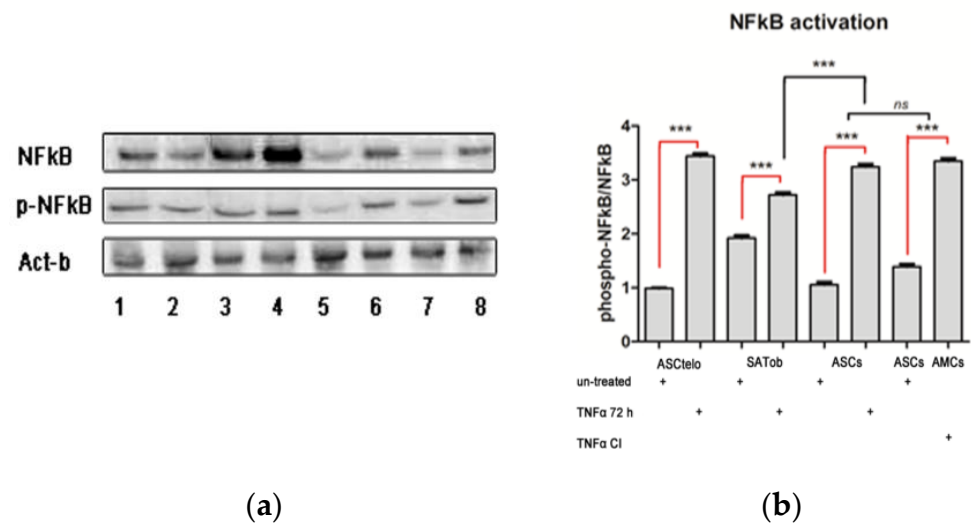 NFkB
p-NFkB
Act-b
1 2 3 4 5 6 7 8
(a)
NFkB activation
***
ns
*** *** *** ***
phospho-NFkB/NFkB
4
3
2
1
0
ASCtelo SATob ASCs ASCs AMCs
un-treated + + + +
TNFα 72 h + + +
TNFα CI +
(b)